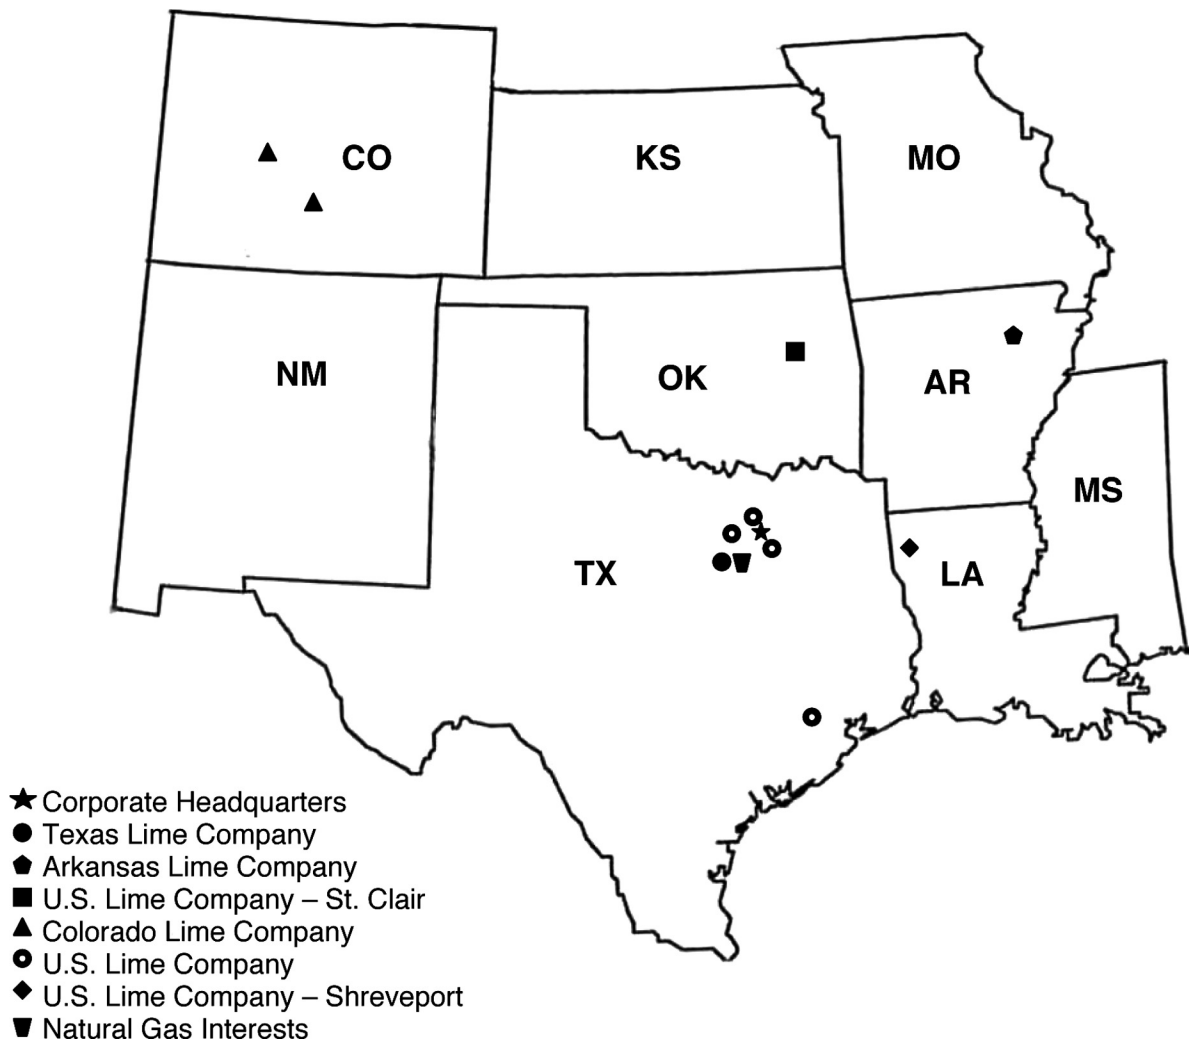 CO
KS
MO
NM
OK
AR
MS
TX
LA
Corporate Headquarters
Texas Lime Company
Arkansas Lime Company
U.S. Lime Company – St. Clair
Colorado Lime Company
U.S. Lime Company
U.S. Lime Company – Shreveport
Natural Gas Interests